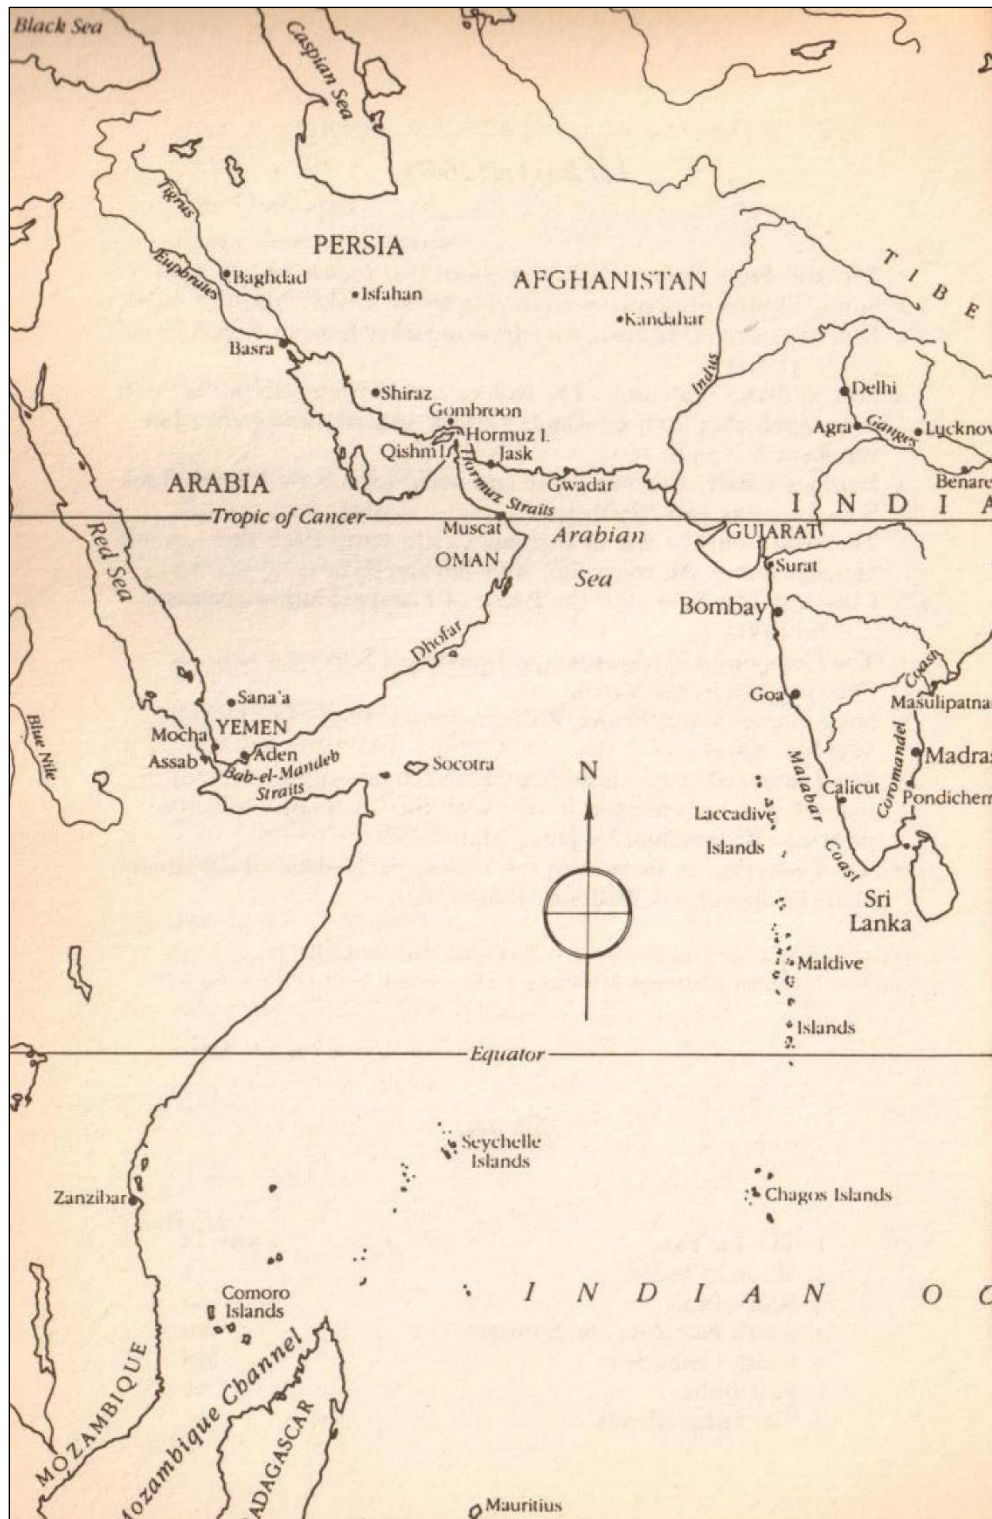 Black Sea
Caspian Sea
Tigrus
PERSIA
Euphrates
Baghdad
Isfahan
AFGHANISTAN
TIBE
Kandahar
Basra
Indus
Shiraz
Delhi
Gombroon
Agra
Ganges
Lucknow
Hormuz I.
Qishm I.
Jask
Hormuz Straits
Gwadar
Benare
ARABIA
INDIA
Tropic of Cancer
Muscat
Arabian
Sea
GUJARAT
Red Sea
OMAN
Surat
Bombay
Dhofar
Coast
Goa
Masulipatna
Sana'a
Blue Nile
Mocha
YEMEN
Assab
Aden
Bab-el-Mandeb
Straits
Socotra
N
Malabar
Coast
Coromandel
Madras
Calicut
Pondicherr
Laccadive
Islands
Sri
Lanka
Maldive
Islands
Equator
Seychelle
Islands
Zanzibar
Chagos Islands
Comoro
Islands
INDIAN OC
MOZAMBIQUE
Mozambique Channel
MADAGASCAR
Mauritius